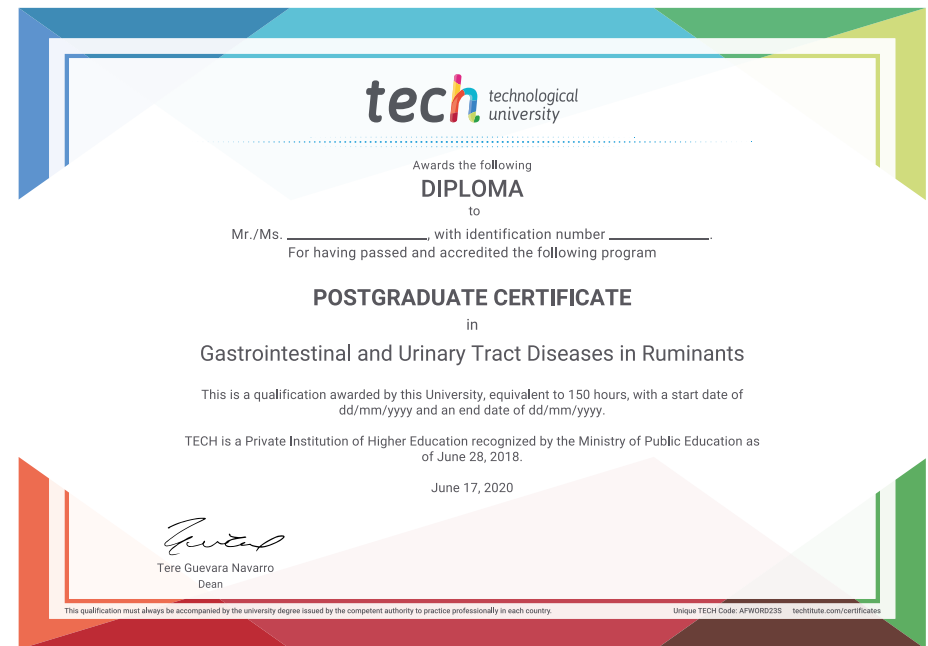 tech technological
university
Awards the following
DIPLOMA
to
Mr./Ms. ____________, with identification number ____________.
For having passed and accredited the following program
POSTGRADUATE CERTIFICATE
in
Gastrointestinal and Urinary Tract Diseases in Ruminants
This is a qualification awarded by this University, equivalent to 150 hours, with a start date of
dd/mm/yyyy and an end date of dd/mm/yyyy.
TECH is a Private Institution of Higher Education recognized by the Ministry of Public Education as
of June 28, 2018.
June 17, 2020
Tere Guevara Navarro
Dean
This qualification must always be accompanied by the university degree issued by the competent authority to practice professionally in each country.
Unique TECH Code: AFWORD23S techtitute.com/certificates